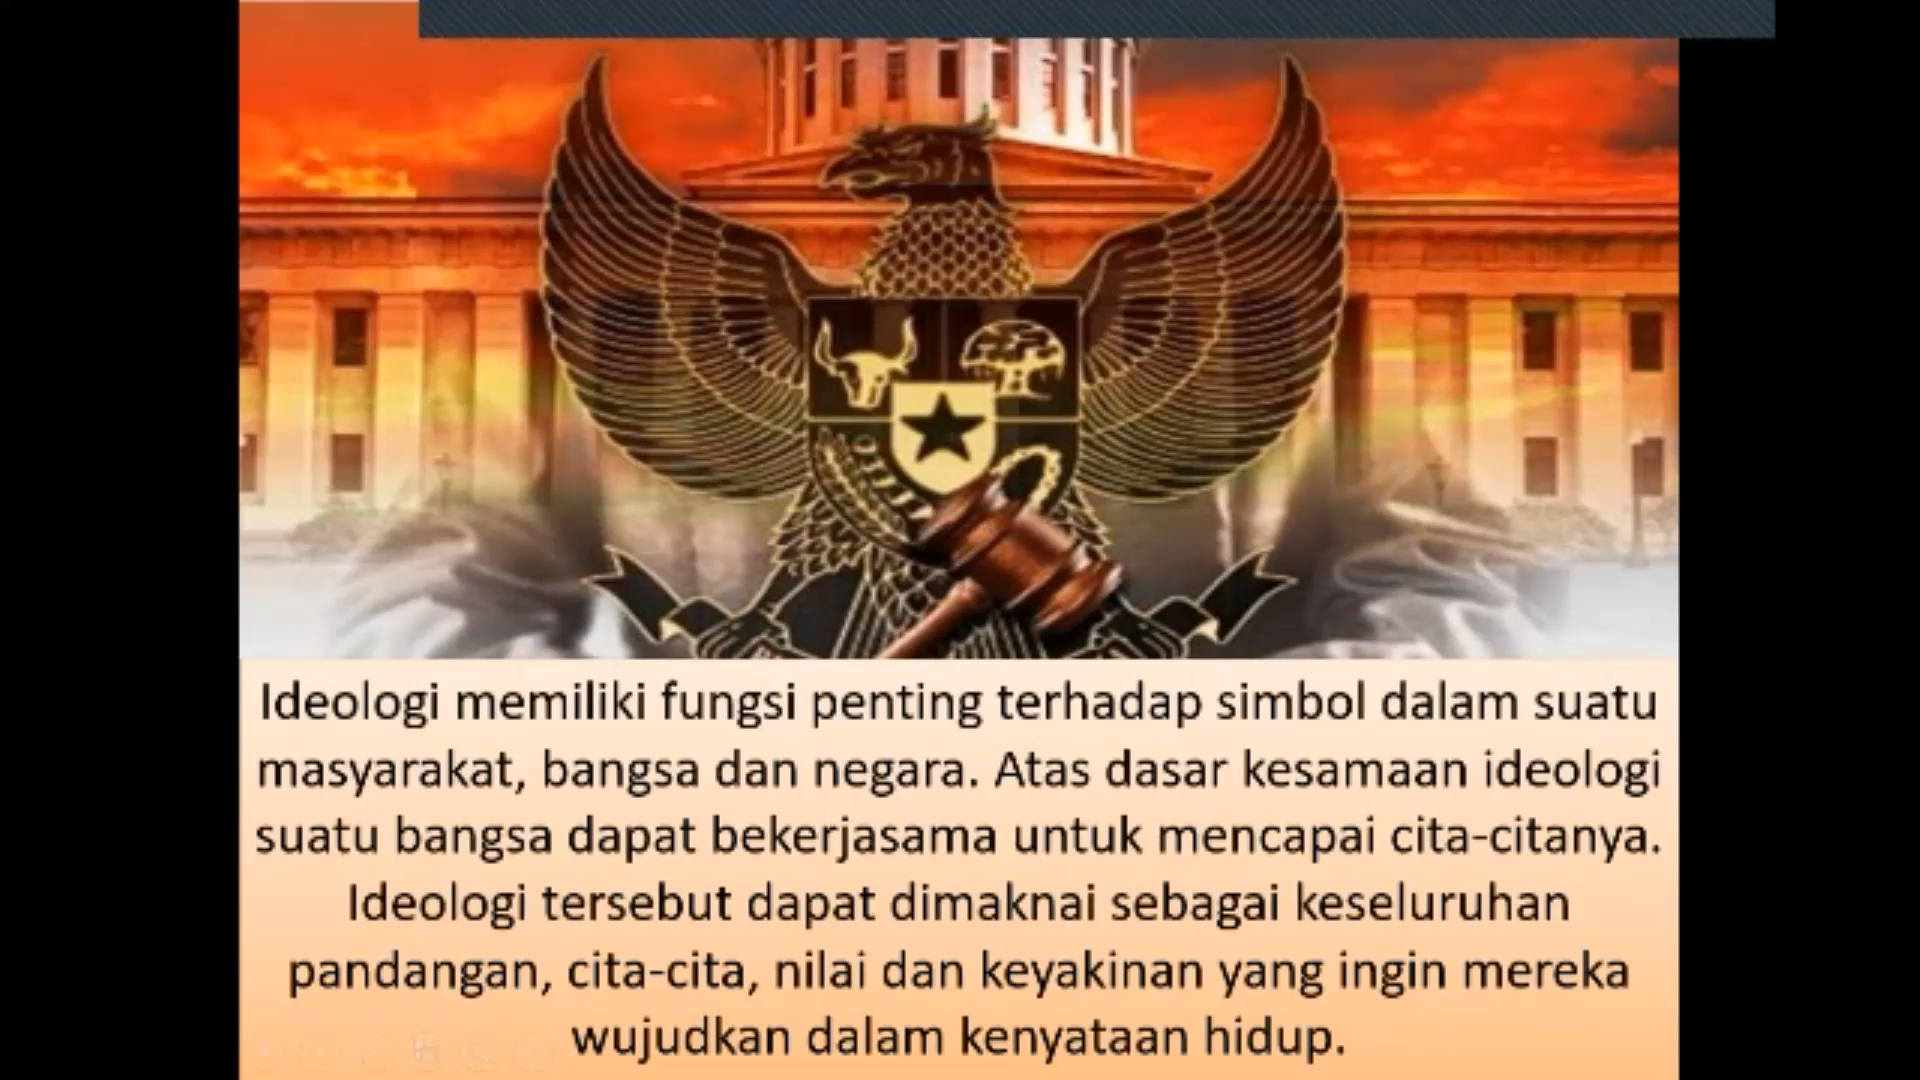 Ideologi memiliki fungsi penting terhadap simbol dalam suatu
masyarakat, bangsa dan negara. Atas dasar kesamaan ideologi
suatu bangsa dapat bekerjasama untuk mencapai cita-citanya.
Ideologi tersebut dapat dimaknai sebagai keseluruhan
pandangan, cita-cita, nilai dan keyakinan yang ingin mereka
wujudkan dalam kenyataan hidup.